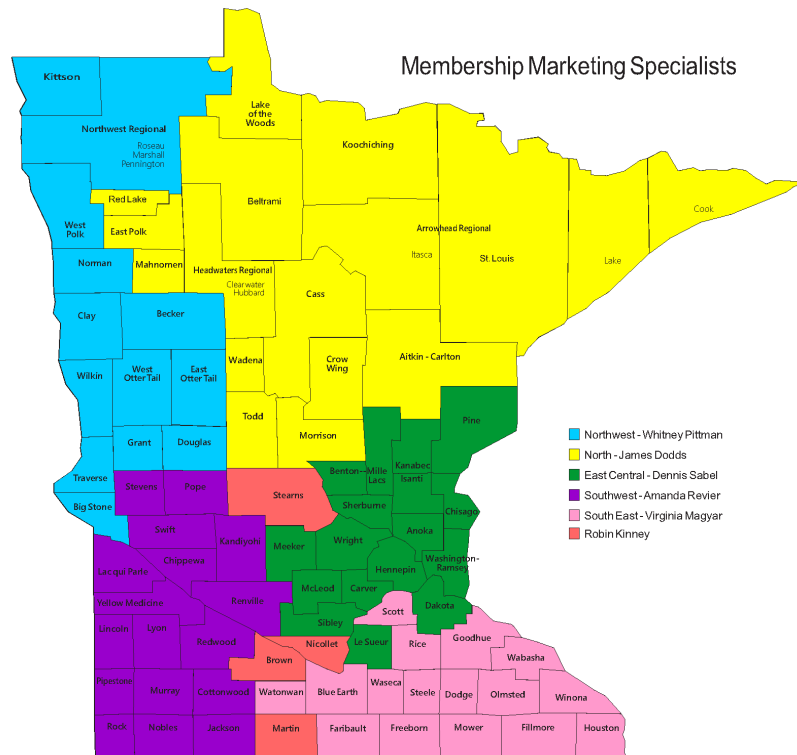 Membership Marketing Specialists
Kittson
Northwest Regional
Roseau
Marshall
Pennington
Lake
of the
Woods
Koochiching
Red Lake
Beltrami
West
Polk
East Polk
Arrowhead Regional
Itasca
St. Louis
Lake
Cook
Norman
Mahnomen
Headwaters Regional
Clearwater
Hubbard
Cass
Clay
Becker
Wadena
Crow
Wing
Aitkin - Carlton
Wilkin
West
Otter Tail
East
Otter Tail
Todd
Morrison
Pine
Grant
Douglas
Traverse
Big Stone
Stevens
Pope
Stearns
Benton--Mille
Lacs
Kanabec
Isanti
Sherburne
Chisago
Northwest - Whitney Pittman
North - James Dodds
East Central - Dennis Sabel
Southwest - Amanda Revier
South East - Virginia Magyar
Robin Kinney
Swift
Kandiyohi
Meeker
Wright
Anoka
Lac qui Parle
Chippewa
Hennepin
Washington-
Ramsey
Yellow Medicine
Renville
McLeod
Carver
Scott
Dakota
Lincoln
Lyon
Redwood
Sibley
Nicollet
Le Sueur
Rice
Goodhue
Wabasha
Brown
Pipestone
Murray
Cottonwood
Watonwan
Blue Earth
Waseca
Steele
Dodge
Olmsted
Winona
Rock
Nobles
Jackson
Martin
Faribault
Freeborn
Mower
Fillmore
Houston